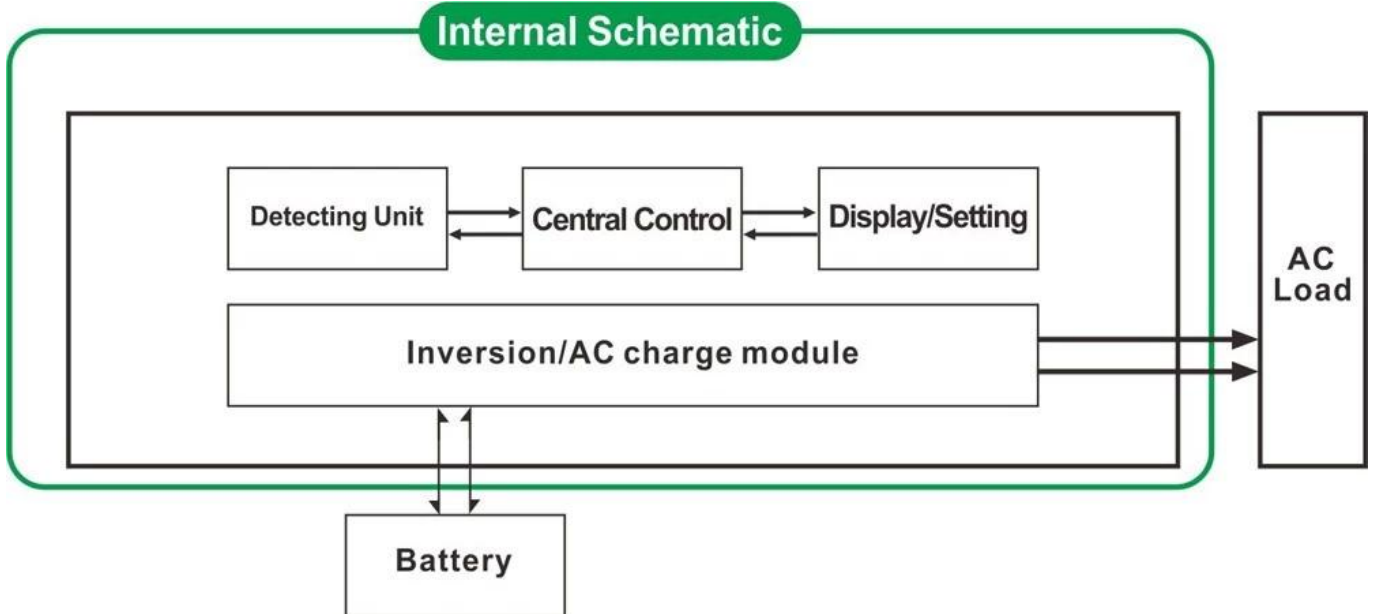 Internal Schematic
Detecting Unit
Central Control
Display/Setting
AC
Load
Inversion/AC charge module
Battery